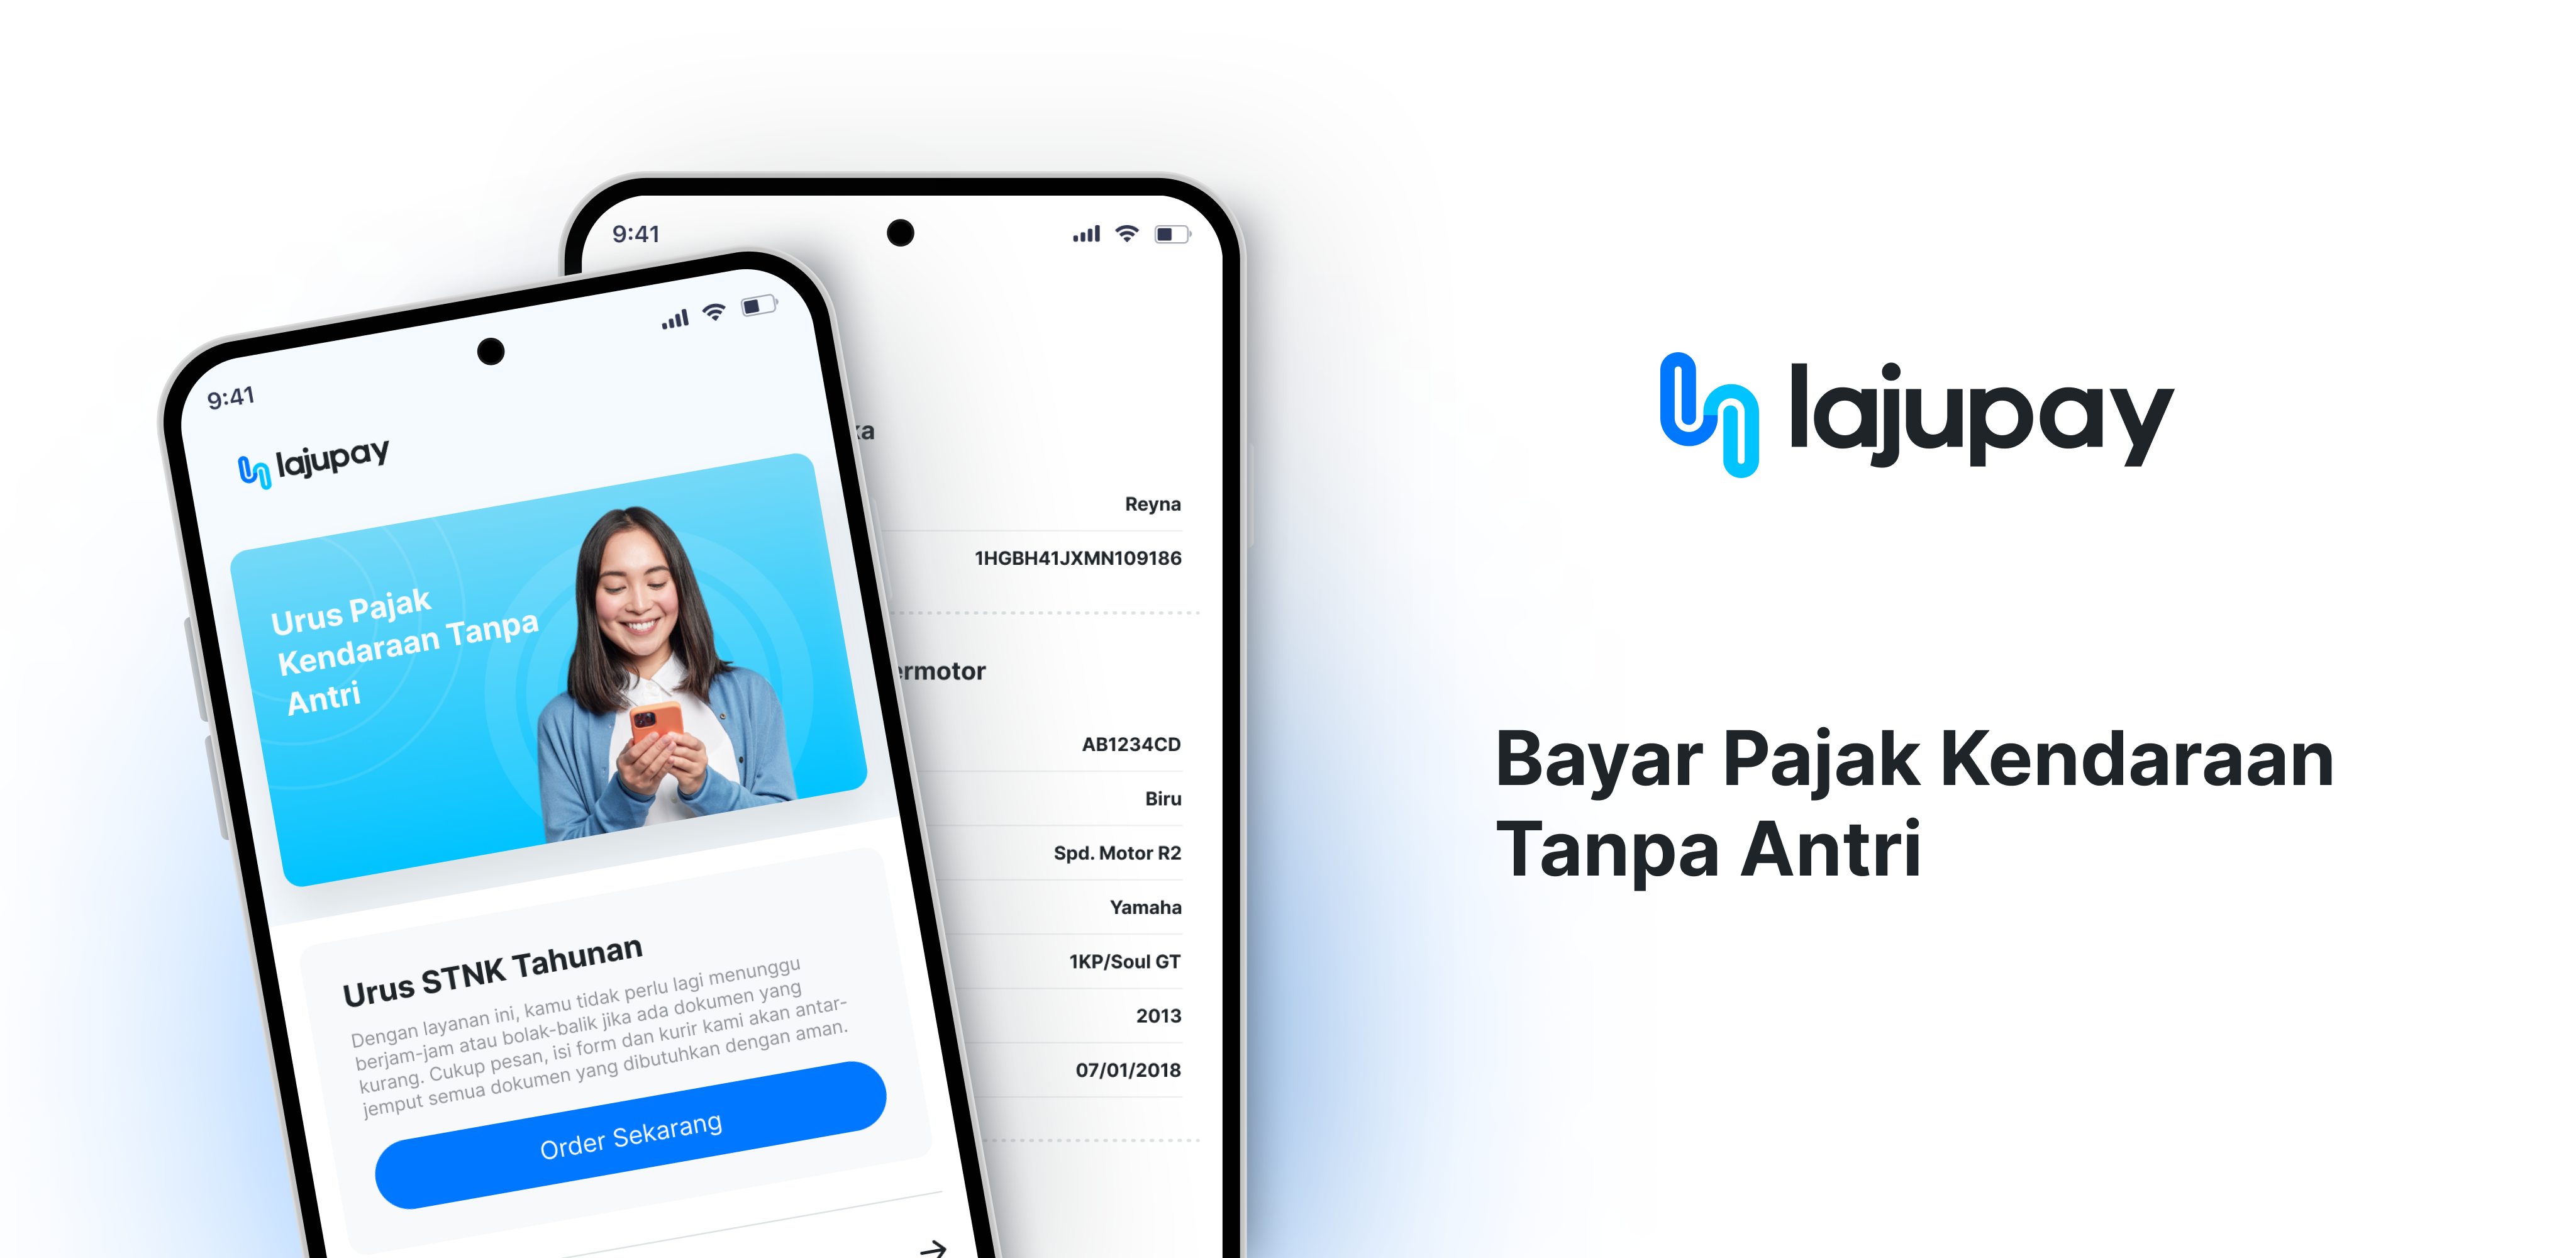 9:41
lajupay
Urus Pajak
Kendaraan Tanpa
Antri
Urus STNK Tahunan
Dengan layanan ini, kamu tidak perlu lagi menunggu
berjam-jam atau bolak-balik jika ada dokumen yang
kurang. Cukup pesan, isi form dan kurir kami akan antar-
jemput semua dokumen yang dibutuhkan dengan aman.
Order Sekarang
9:41
Reyna
1HGBH41JXMN109186
ermotor
AB1234CD
Biru
Spd. Motor R2
Yamaha
1KP/Soul GT
2013
07/01/2018
lajupay
Bayar Pajak Kendaraan
Tanpa Antri